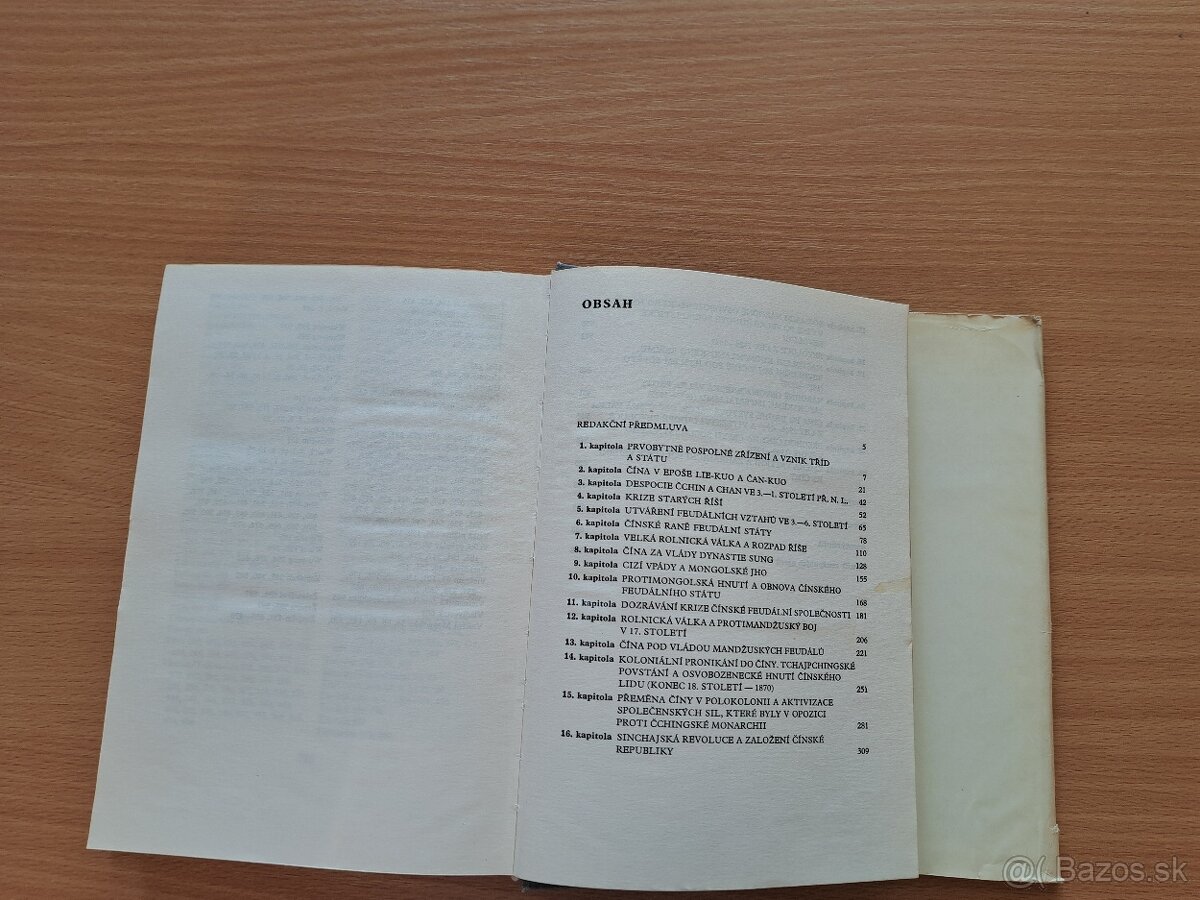 OBSAH
REDAKČNÍ PŘEDMLUVA 5
1. kapitola PRVOBYTNĚ POSPOLNÉ ZŘÍZENÍ A VZNIK TŘÍD
A STÁTU 7
2. kapitola ČÍNA V EPOŠE LIE-KUO A ČAN-KUO 21
3. kapitola DESPOCIE ČCHIN A CHAN VE 3.—1. STOLETÍ PŘ. N. L. 42
4. kapitola KRIZE STARÝCH ŘÍŠÍ 52
5. kapitola UTVÁŘENÍ FEUDÁLNÍCH VZTAHŮ VE 3.—6. STOLETÍ 65
6. kapitola ČÍNSKÉ RANĚ FEUDÁLNÍ STÁTY 78
7. kapitola VELKÁ ROLNICKÁ VÁLKA A ROZPAD ŘÍŠE 110
8. kapitola ČÍNA ZA VLÁDY DYNASTIE SUNG 128
9. kapitola CIZÍ VPÁDY A MONGOLSKÉ JHO 155
10. kapitola PROTIMONGOLSKÁ HNUTÍ A OBNOVA ČÍNSKÉHO
FEUDÁLNÍHO STÁTU 168
11. kapitola DOZRÁVÁNÍ KRIZE ČÍNSKÉ FEUDÁLNÍ SPOLEČNOSTI 181
12. kapitola ROLNICKÁ VÁLKA A PROTIMANDŽUSKÝ BOJ
V 17. STOLETÍ 206
13. kapitola ČÍNA POD VLÁDOU MANDŽUSKÝCH FEUDÁLŮ 221
14. kapitola KOLONIÁLNÍ PRONIKÁNÍ DO ČÍNY. TCHAJPCHINGSKÉ
POVSTÁNÍ A OSVOBOZENECKÉ HNUTÍ ČÍNSKÉHO
LIDU (KONEC 18. STOLETÍ — 1870) 251
15. kapitola PŘEMĚNA ČÍNY V POLOKOLONII A AKTIVIZACE
SPOLEČENSKÝCH SIL, KTERÉ BYLY V OPOZICI
PROTI ČCHINGSKÉ MONARCHII 281
16. kapitola SINCHAJSKÁ REVOLUCE A ZALOŽENÍ ČÍNSKÉ
REPUBLIKY 309
@( Bazos.sk